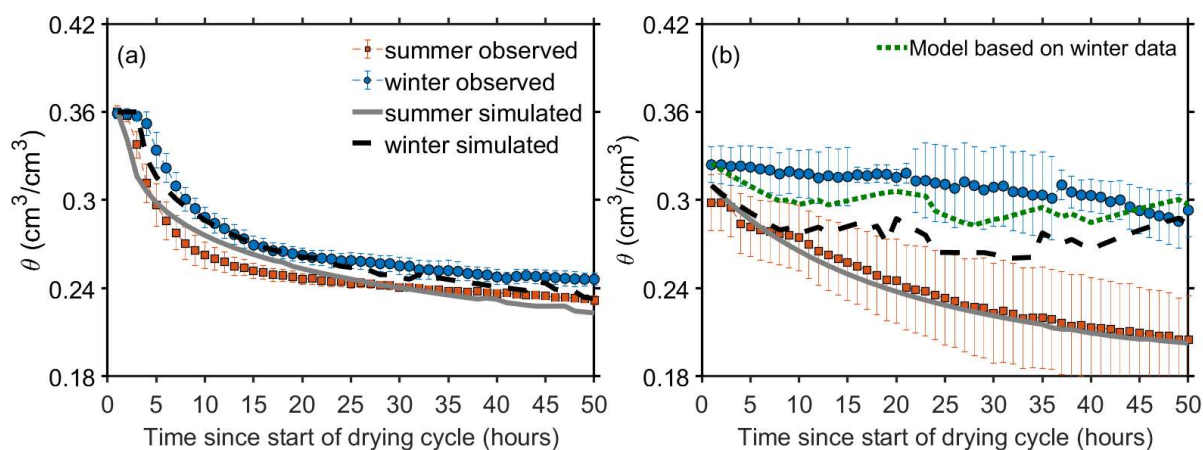 0.42
0.36
0.3
0.24
0.18
θ (cm³/cm³)
(a)
summer observed
winter observed
summer simulated
winter simulated
0 5 10 15 20 25 30 35 40 45 50
Time since start of drying cycle (hours)
0.42
0.36
0.3
0.24
0.18
θ (cm³/cm³)
(b)
Model based on winter data
0 5 10 15 20 25 30 35 40 45 50
Time since start of drying cycle (hours)